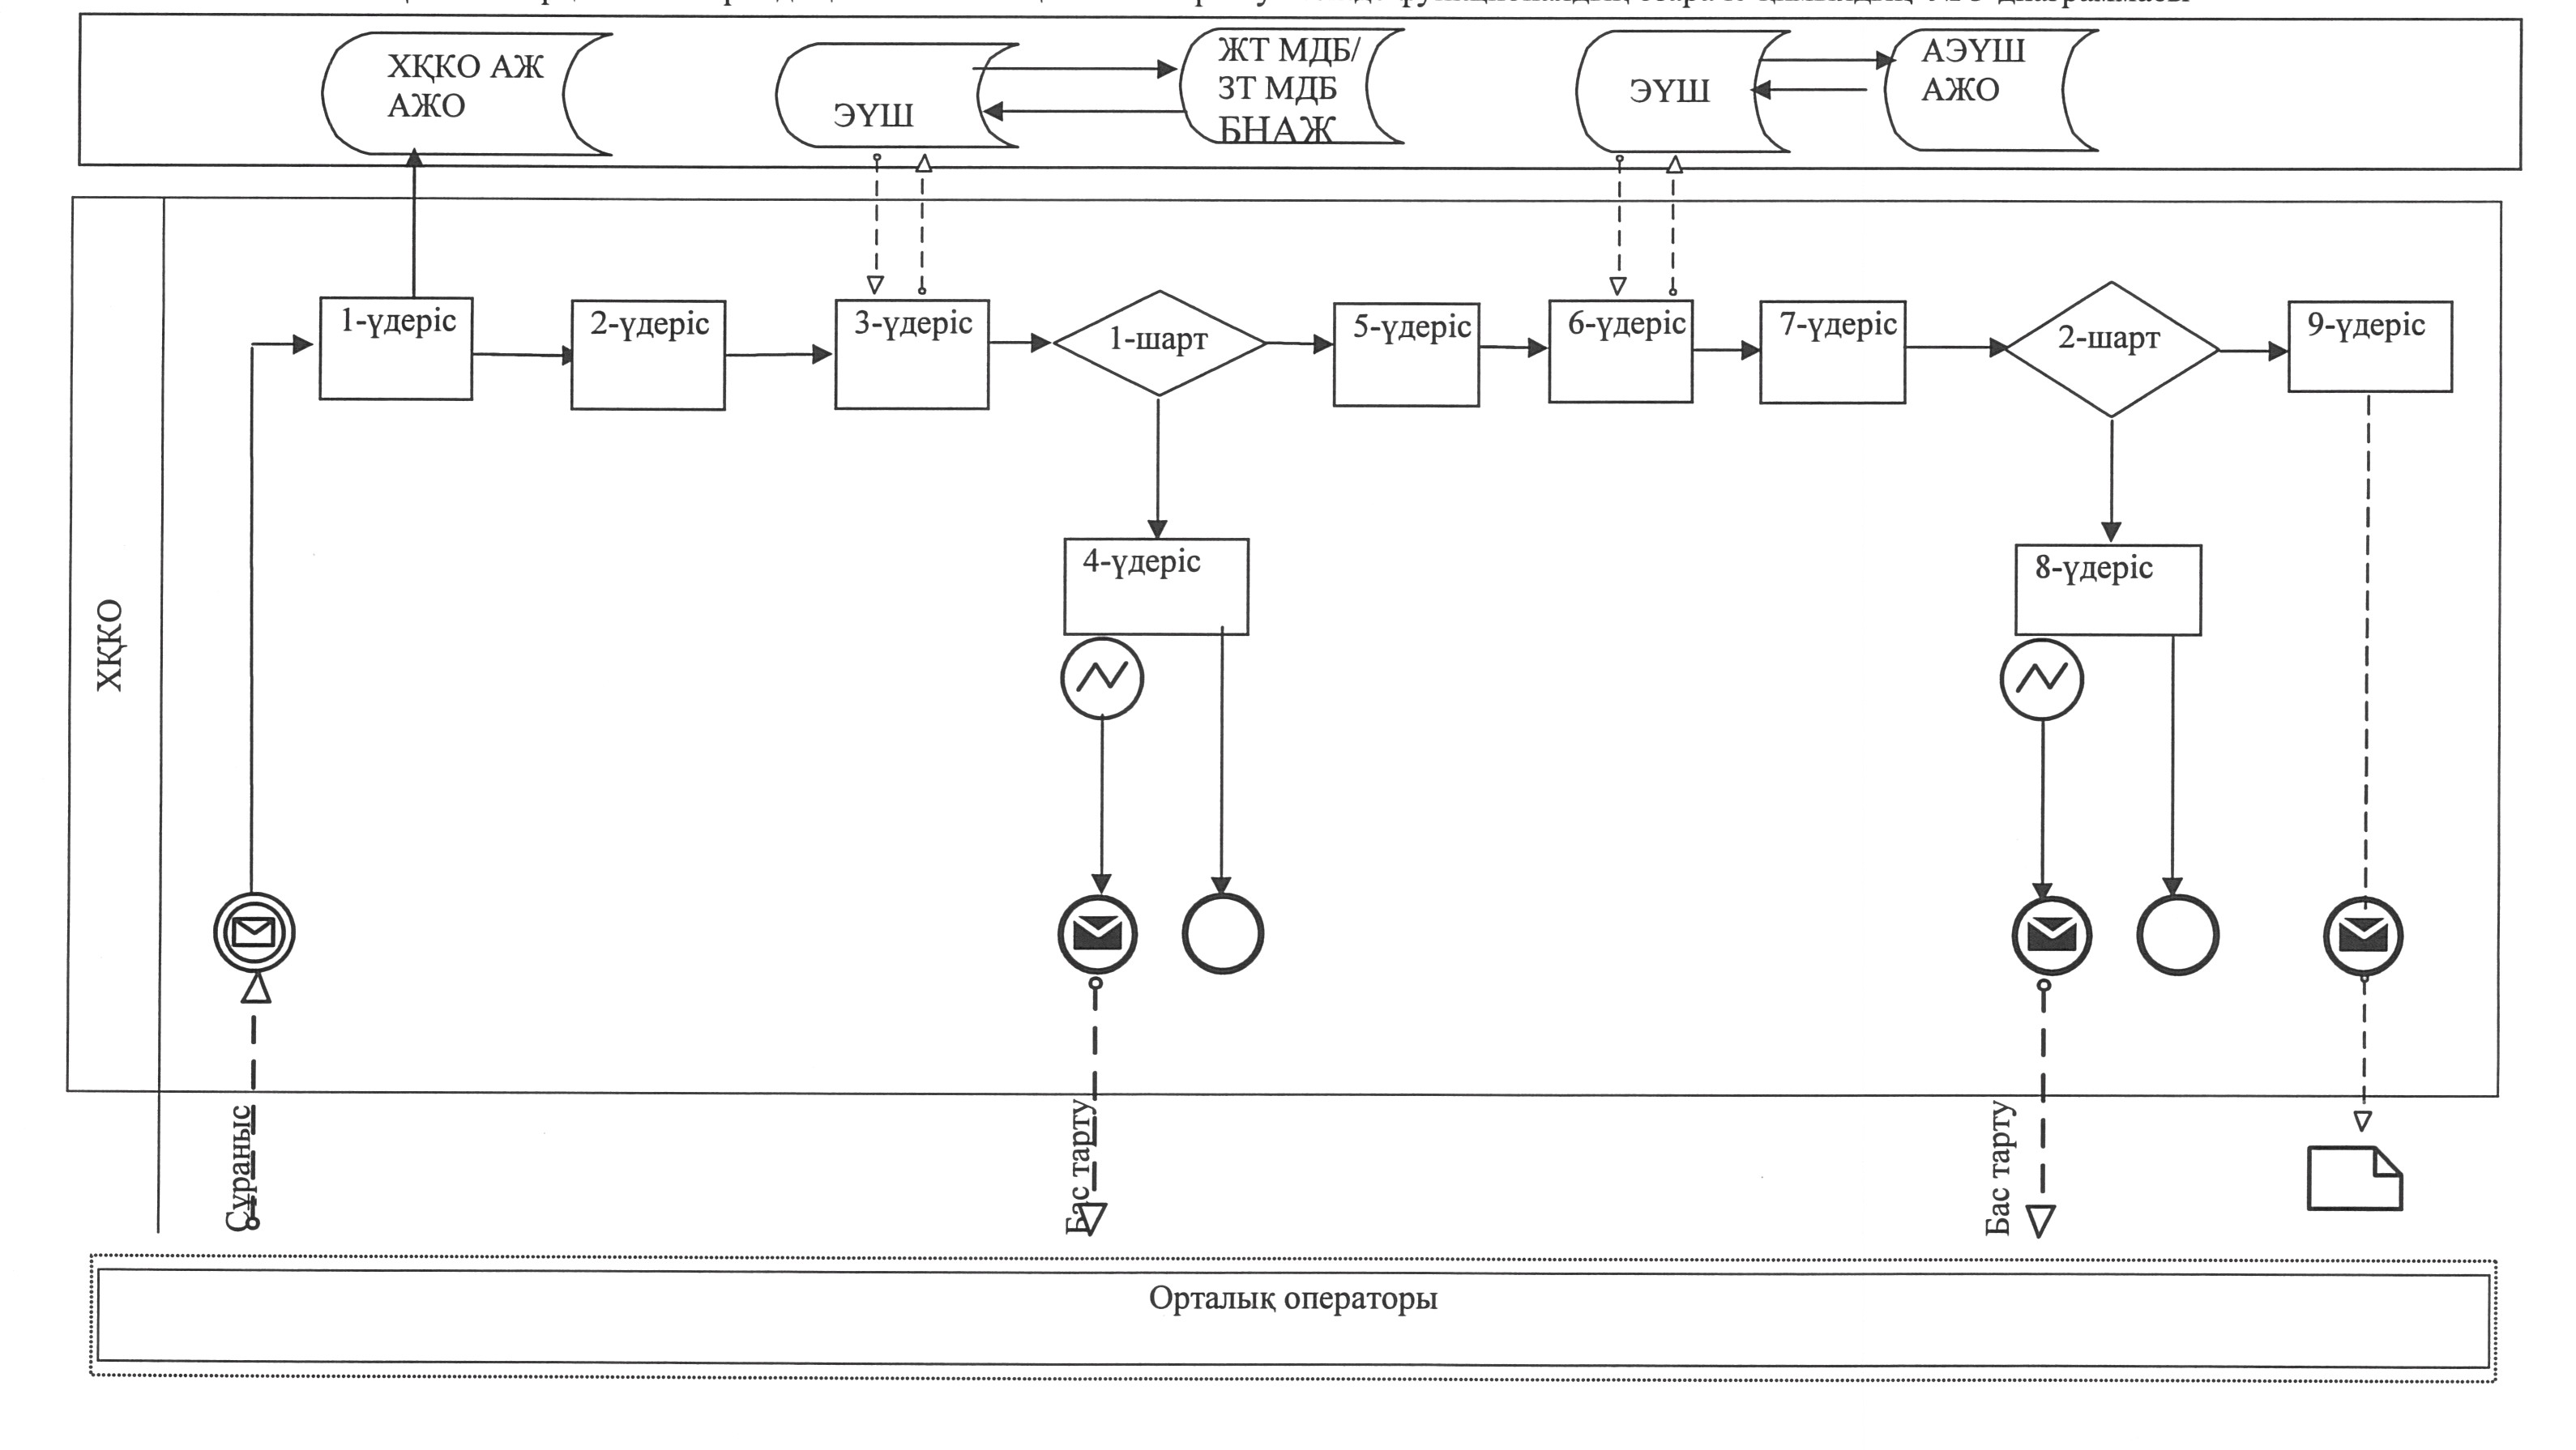 ХҚКО АЖ
АЖО
ЭҮШ
ЖТ МДБ/
ЗТ МДБ
БНАЖ
ЭҮШ
АЭҮШ
АЖО
ХҚКО
1-үдеріс
2-үдеріс
3-үдеріс
1-шарт
5-үдеріс
6-үдеріс
7-үдеріс
2-шарт
9-үдеріс
4-үдеріс
8-үдеріс
Сұраныс
Бас тарту
Бас тарту
Орталық операторы